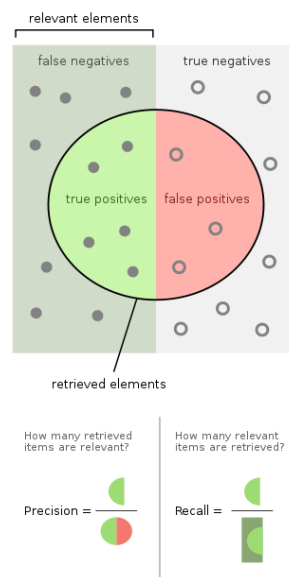 relevant elements
false negatives
true negatives
true positives
false positives
retrieved elements
How many retrieved
items are relevant?
Precision =
How many relevant
items are retrieved?
Recall =